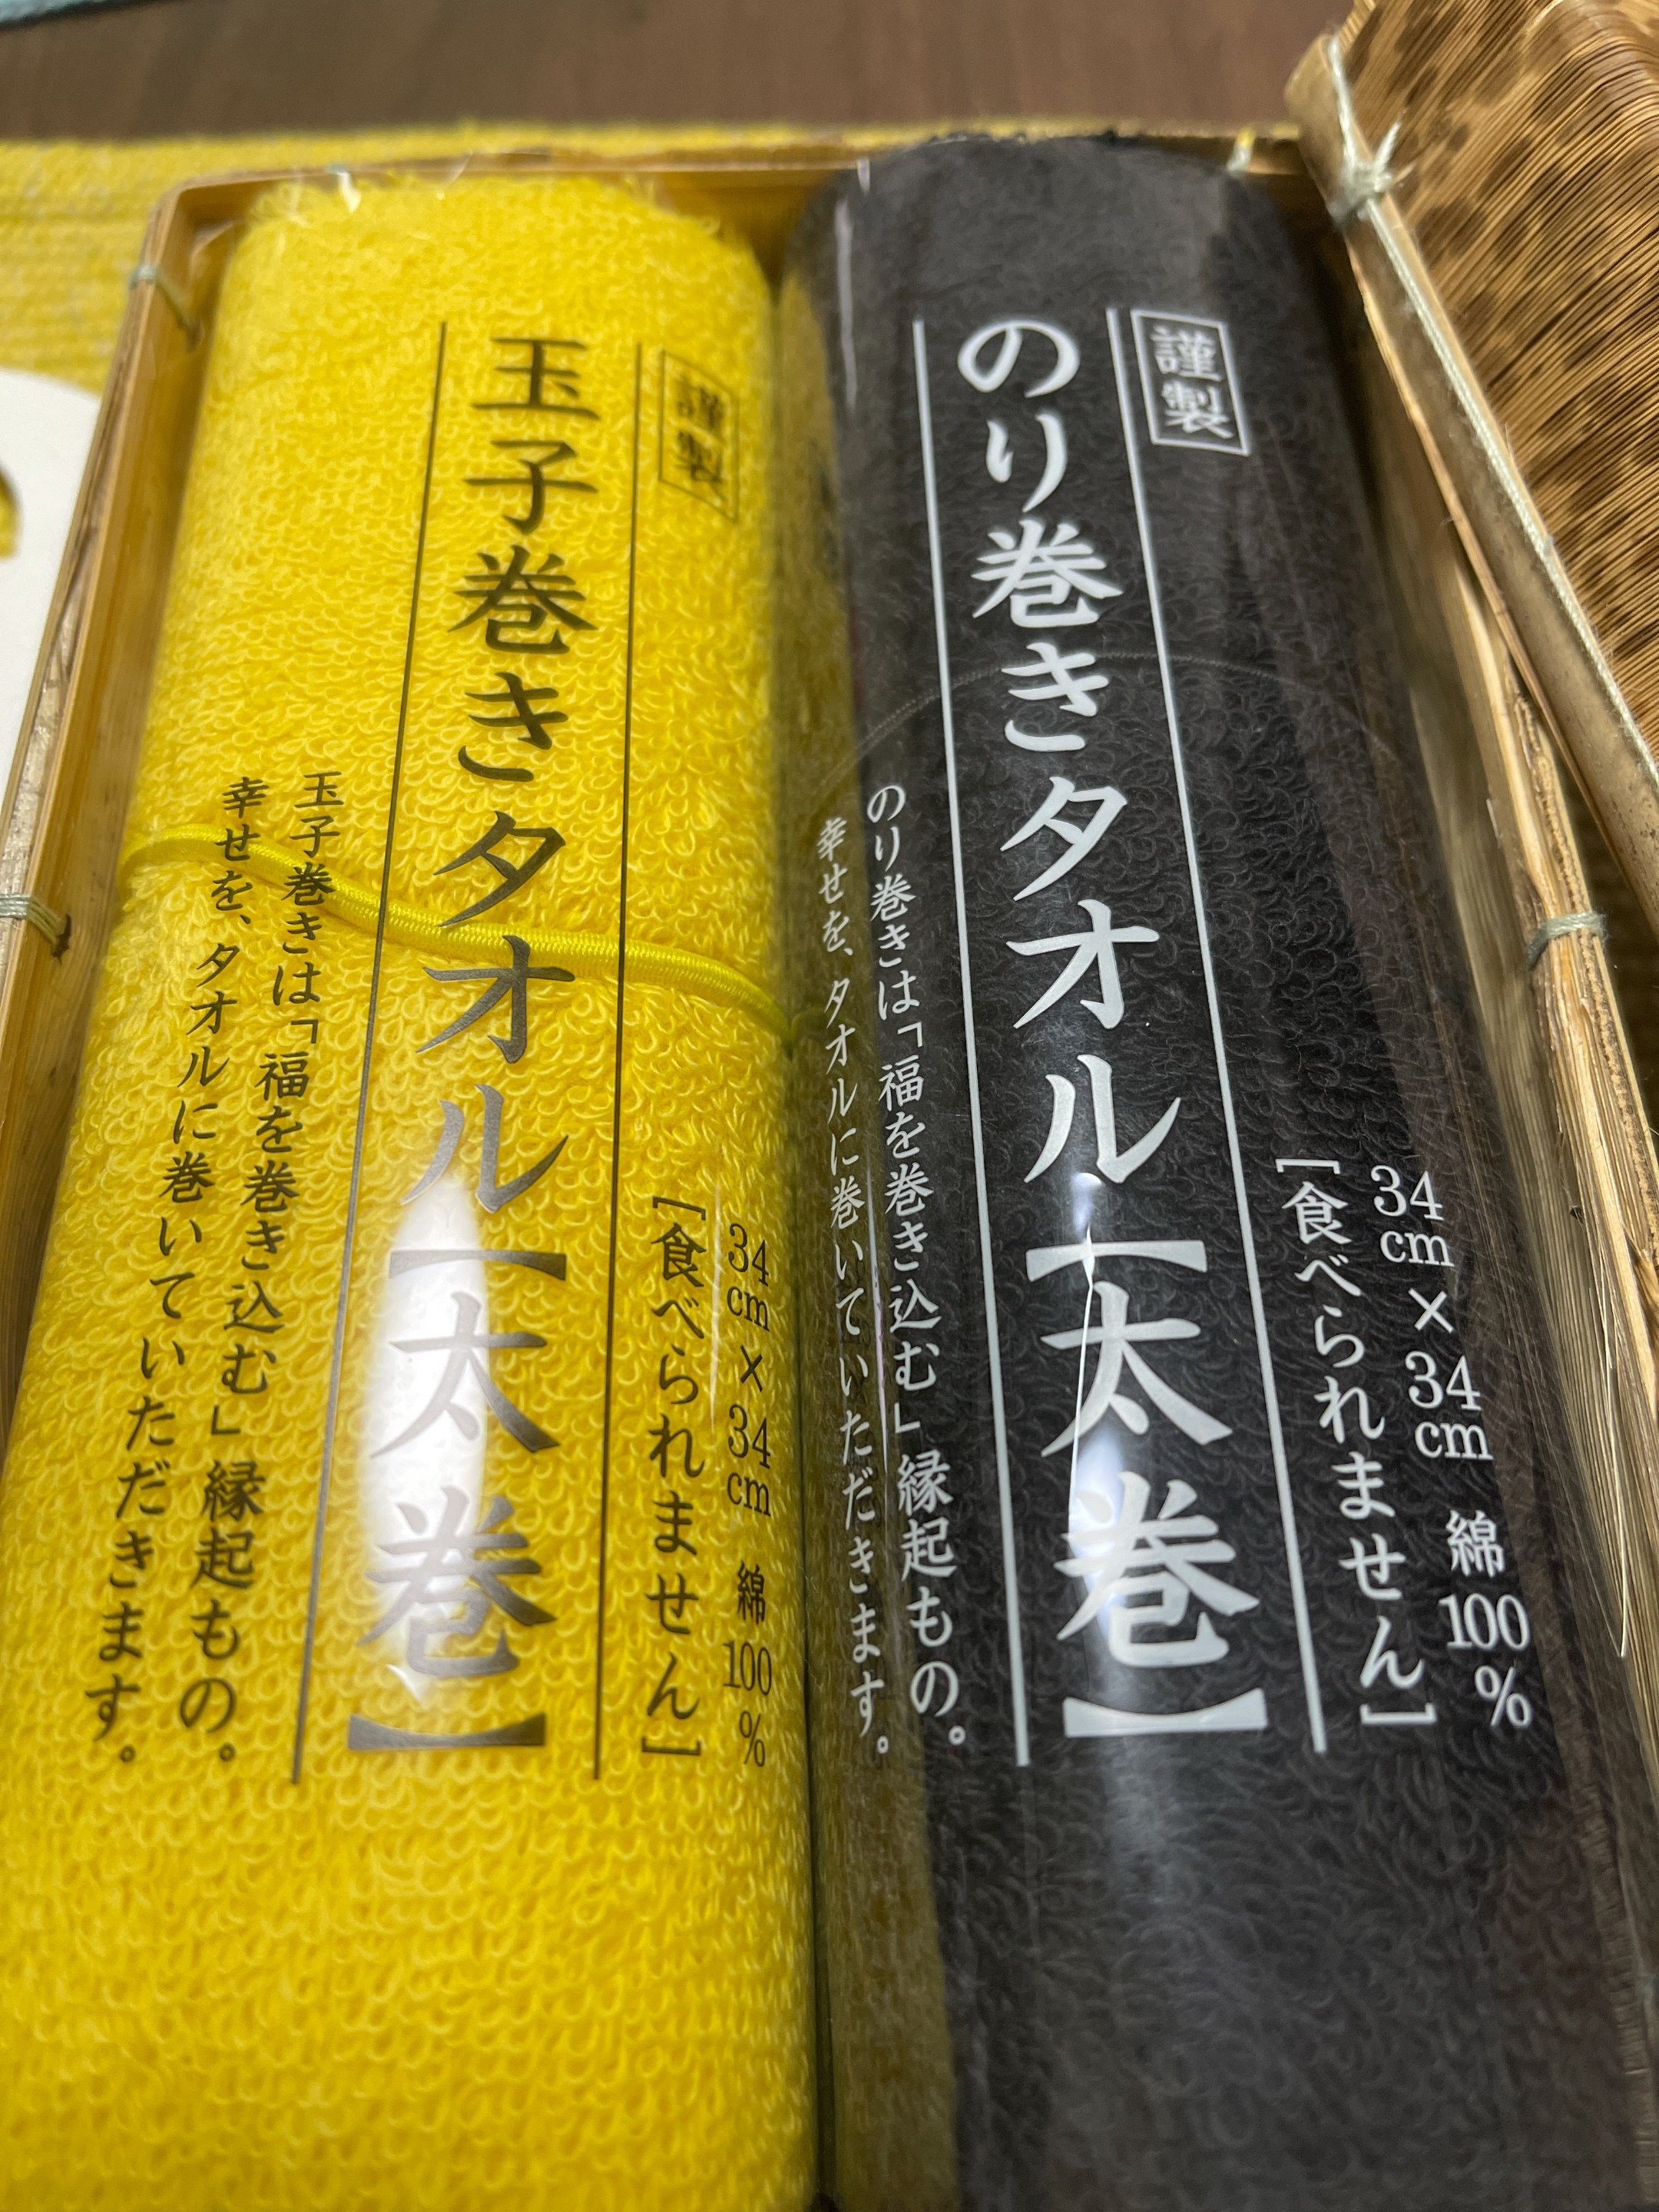 謹製
のり巻きタオル【太巻】
34cm×34cm 綿100%
[食べられません]
のり巻きは「福を巻き込む」縁起もの。
幸せを、タオルに巻いていただきます。
謹製
玉子巻きタオル【太巻】
34cm×34cm 綿100%
[食べられません]
玉子巻きは「福を巻き込む」縁起もの。
幸せを、タオルに巻いていただきます。